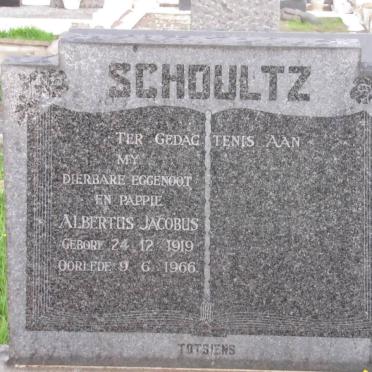 SCHOULTZ
TER GEDAGTENIS AAN
MY
DIERBARE EGGENOOT
EN PAPPIE
ALBERTUS JACOBUS
GEBORE 24. 12. 1919
OORLEDE 9. 6. 1966
TOTSIENS